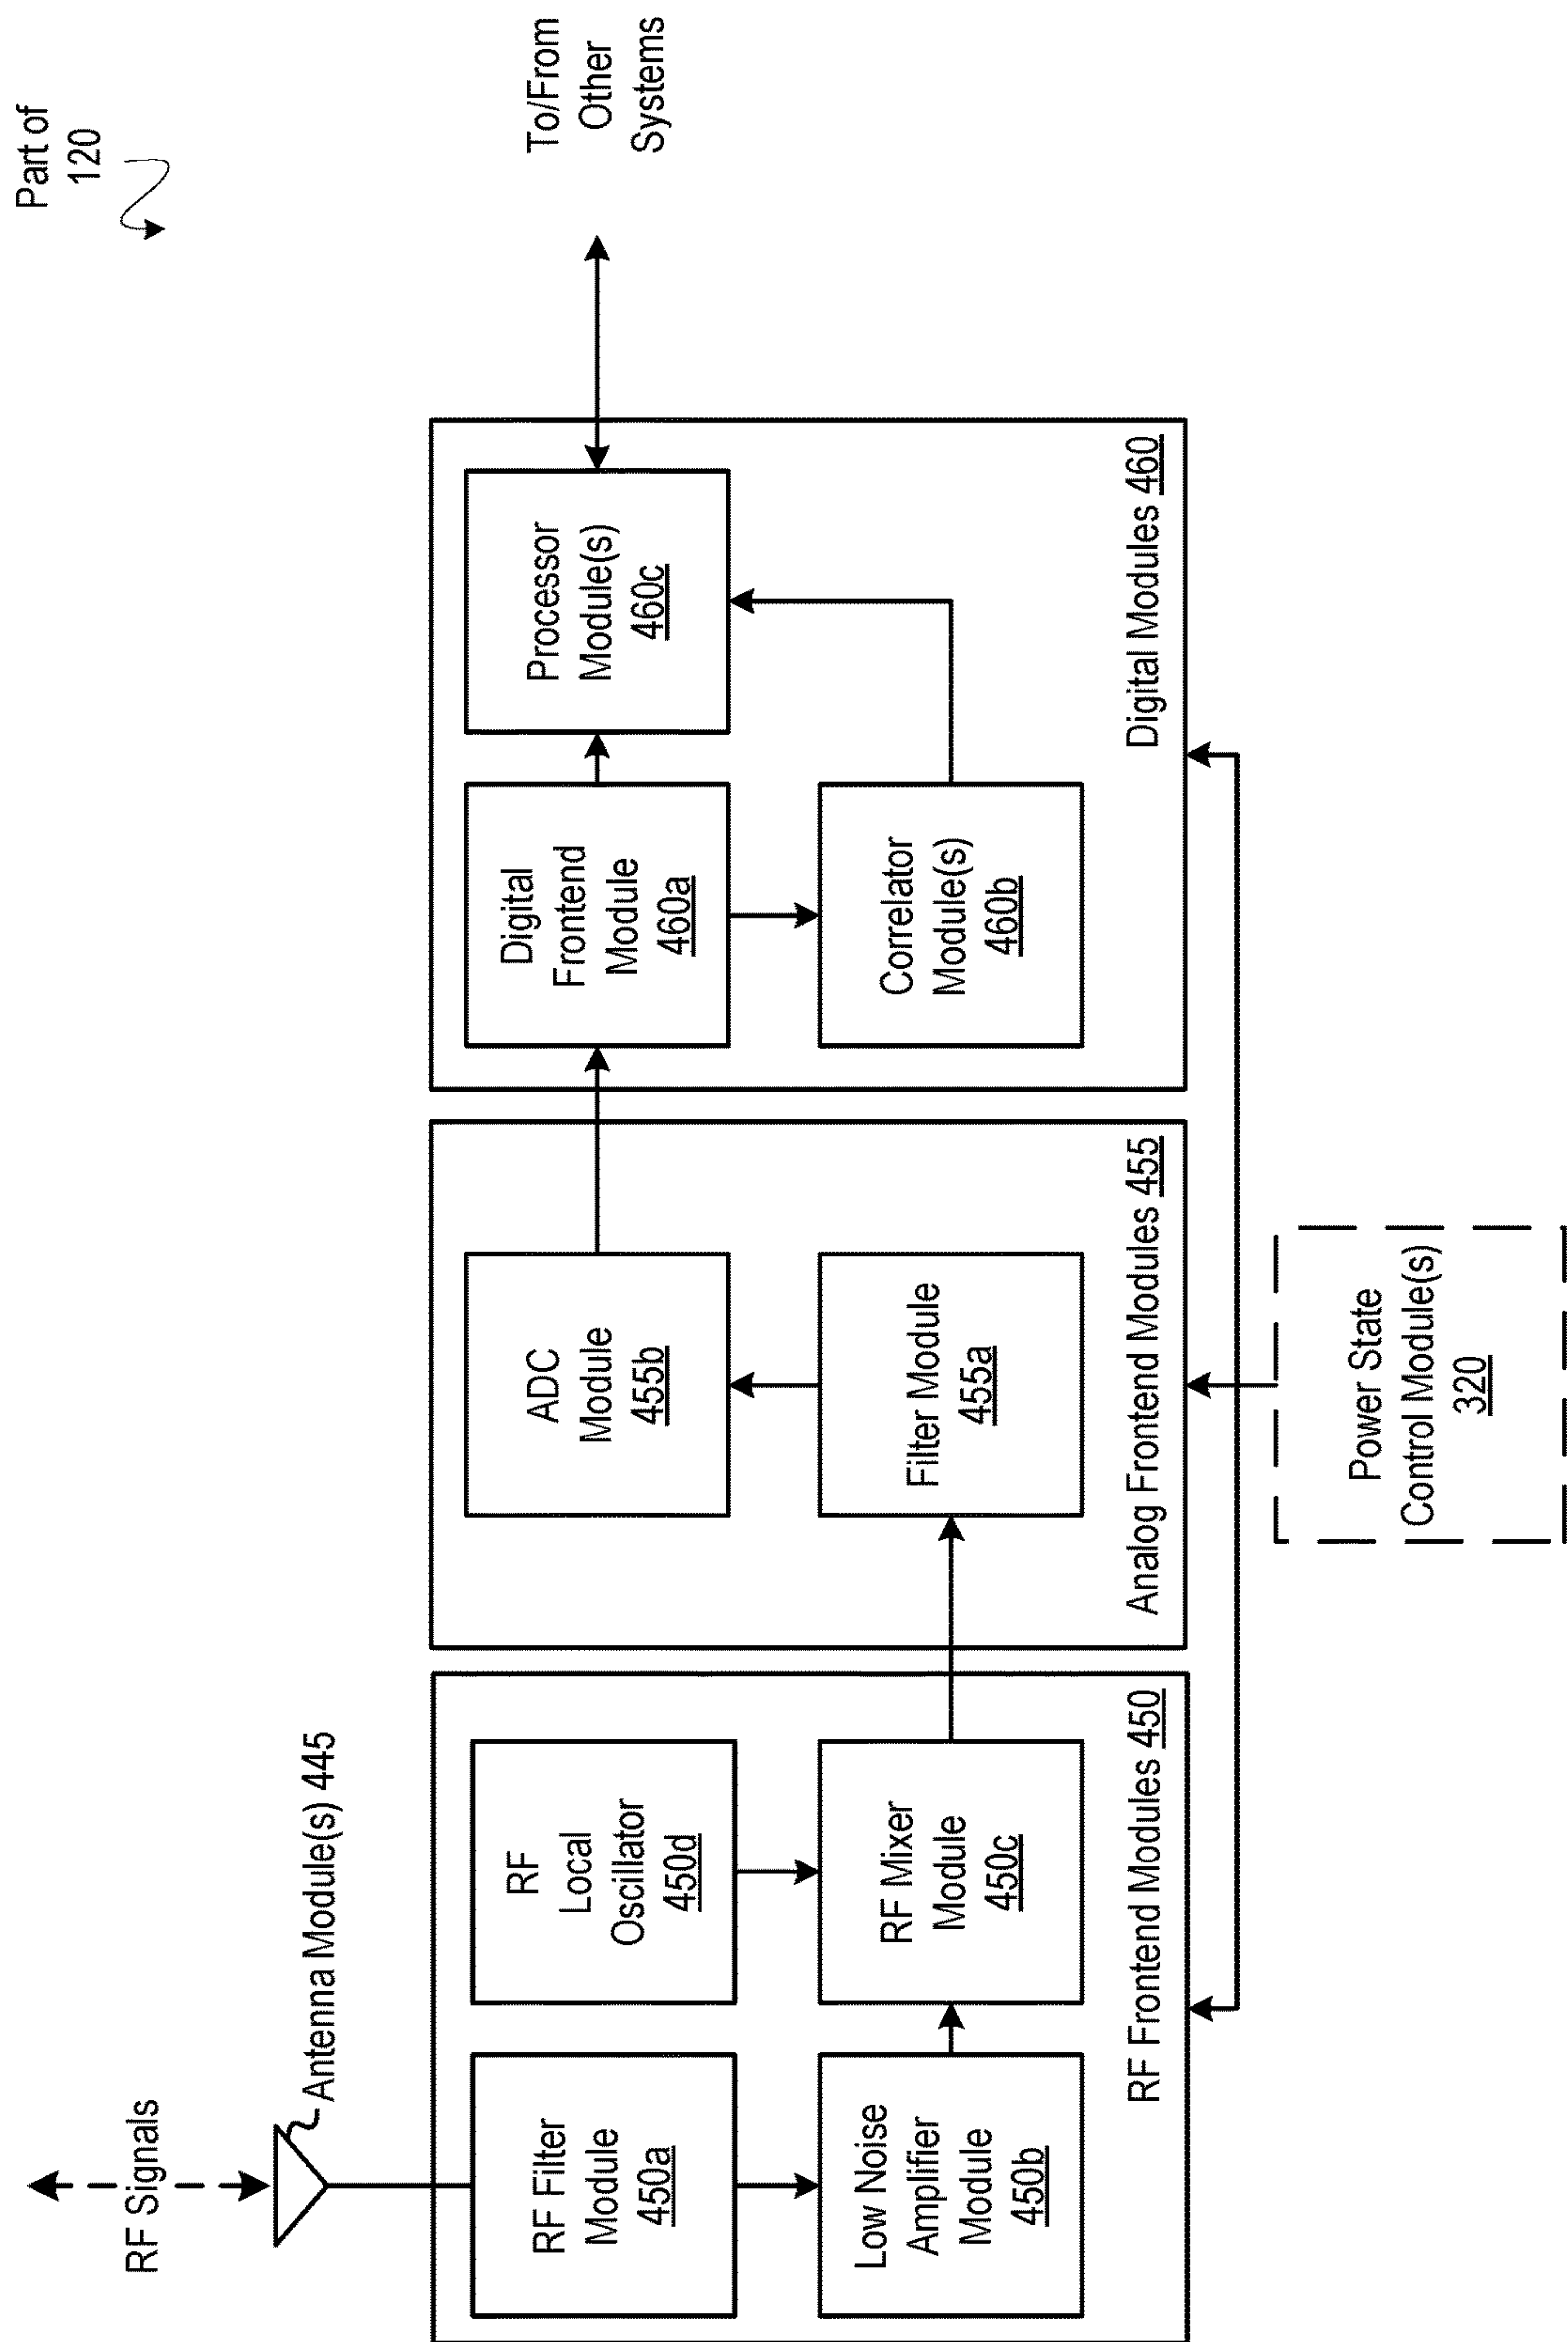 Part of
120
RF Signals
Antenna Module(s) 445
To/From
Other
Systems
RF Filter
Module
450a
RF
Local
Oscillator
450d
Low Noise
Amplifier
Module
450b
RF Mixer
Module
450c
RF Frontend Modules 450
ADC
Module
455b
Filter Module
455a
Analog Frontend Modules 455
Digital
Frontend
Module
460a
Processor
Module(s)
460c
Correlator
Module(s)
460b
Digital Modules 460
Power State
Control Module(s)
320